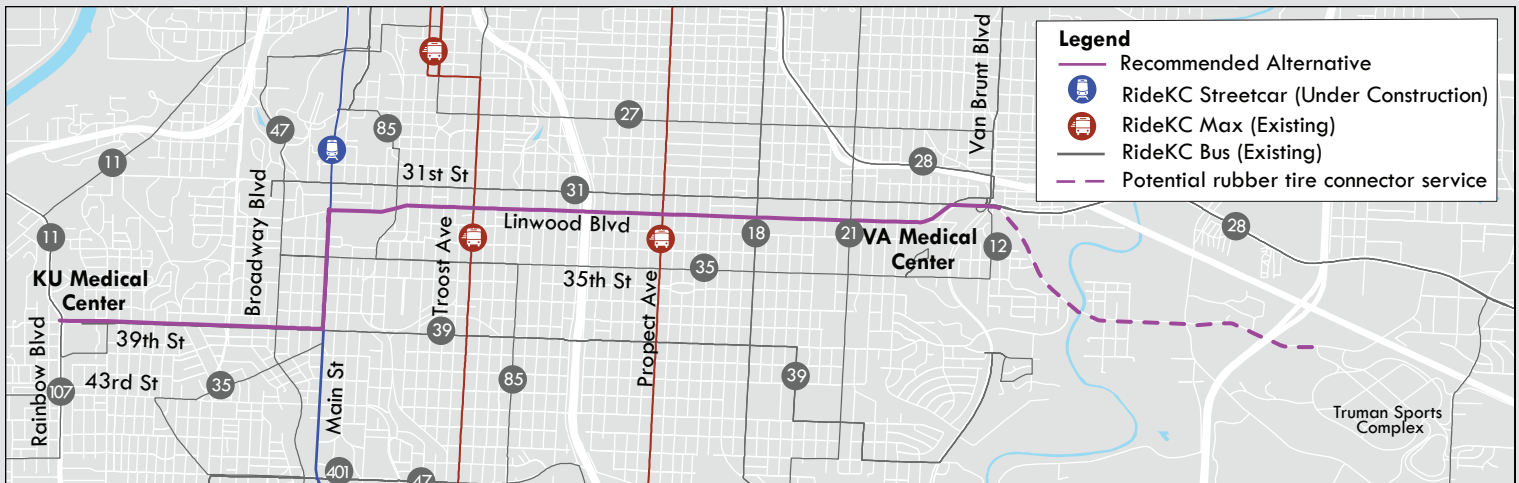 Legend
Recommended Alternative
RideKC Streetcar (Under Construction)
RideKC Max (Existing)
RideKC Bus (Existing)
Potential rubber tire connector service
Van Brunt Blvd
27
47
85
11
28
31st St
31
Broadway Blvd
Linwood Blvd
Troost Ave
11
18
21
VA Medical
Center
12
28
KU Medical
Center
35th St
35
Propect Ave
39th St
39
Rainbow Blvd
43rd St
107
35
Main St
85
39
Truman Sports
Complex
401
47